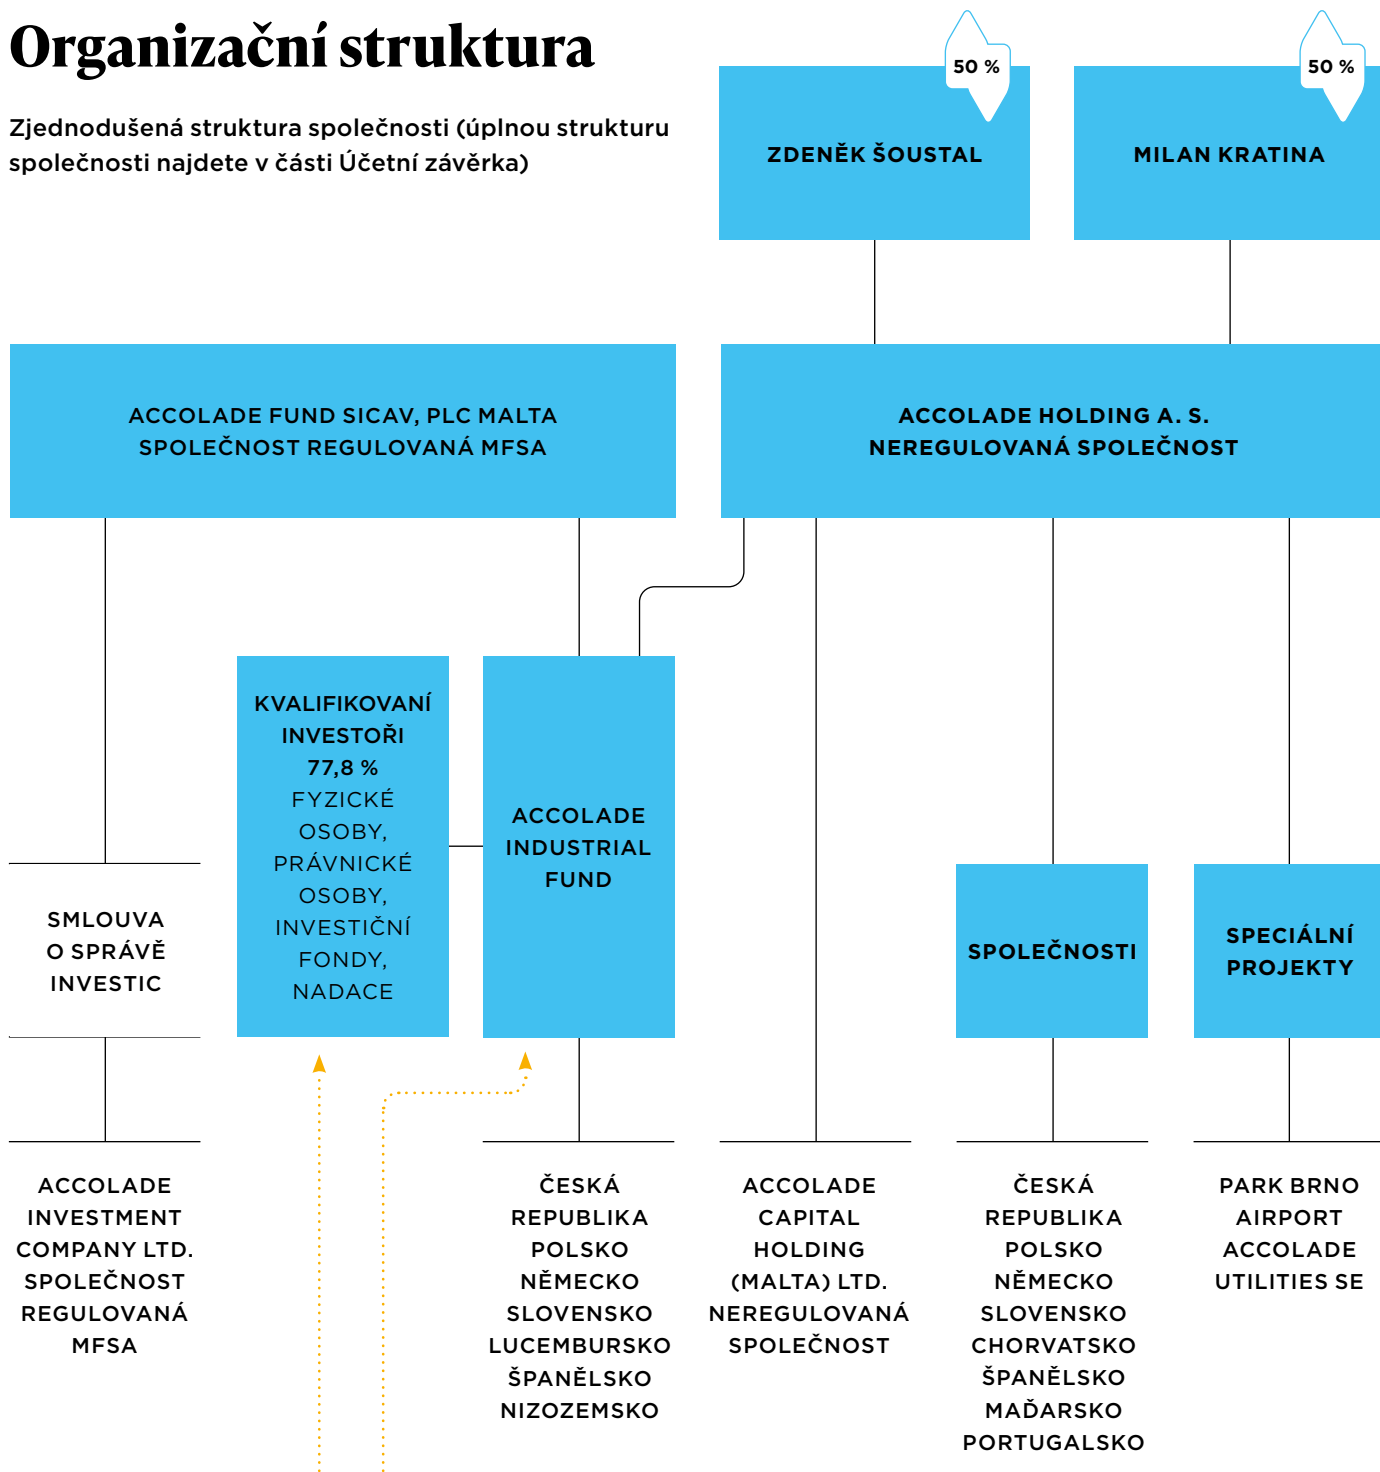 Organizační struktura
Zjednodušená struktura společnosti (úplnou strukturu
společnosti najdete v části Účetní závěrka)
50 %
ZDENĚK ŠOUSTAL
50 %
MILAN KRATINA
ACCOLADE FUND SICAV, PLC MALTA
SPOLEČNOST REGULOVANÁ MFSA
ACCOLADE HOLDING A. S.
NEREGULOVANÁ SPOLEČNOST
KVALIFIKOVANÍ
INVESTOŘI
77,8 %
FYZICKÉ
OSOBY,
PRÁVNICKÉ
OSOBY,
INVESTIČNÍ
FONDY,
NADACE
ACCOLADE
INDUSTRIAL
FUND
SMLOUVA
O SPRÁVĚ
INVESTIC
SPOLEČNOSTI
SPECIÁLNÍ
PROJEKTY
ACCOLADE
INVESTMENT
COMPANY LTD.
SPOLEČNOST
REGULOVANÁ
MFSA
ČESKÁ
REPUBLIKA
POLSKO
NĚMECKO
SLOVENSKO
LUCEMBURSKO
ŠPANĚLSKO
NIZOZEMSKO
ACCOLADE
CAPITAL
HOLDING
(MALTA) LTD.
NEREGULOVANÁ
SPOLEČNOST
ČESKÁ
REPUBLIKA
POLSKO
NĚMECKO
SLOVENSKO
CHORVATSKO
ŠPANĚLSKO
MAĎARSKO
PORTUGALSKO
PARK BRNO
AIRPORT
ACCOLADE
UTILITIES SE